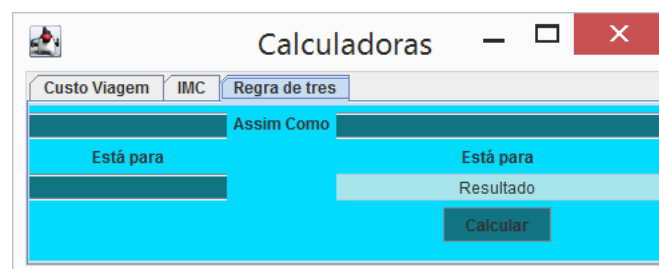 Calculadoras
Custo Viagem IMC Regra de tres
Assim Como
Está para Está para
Resultado
Calcular